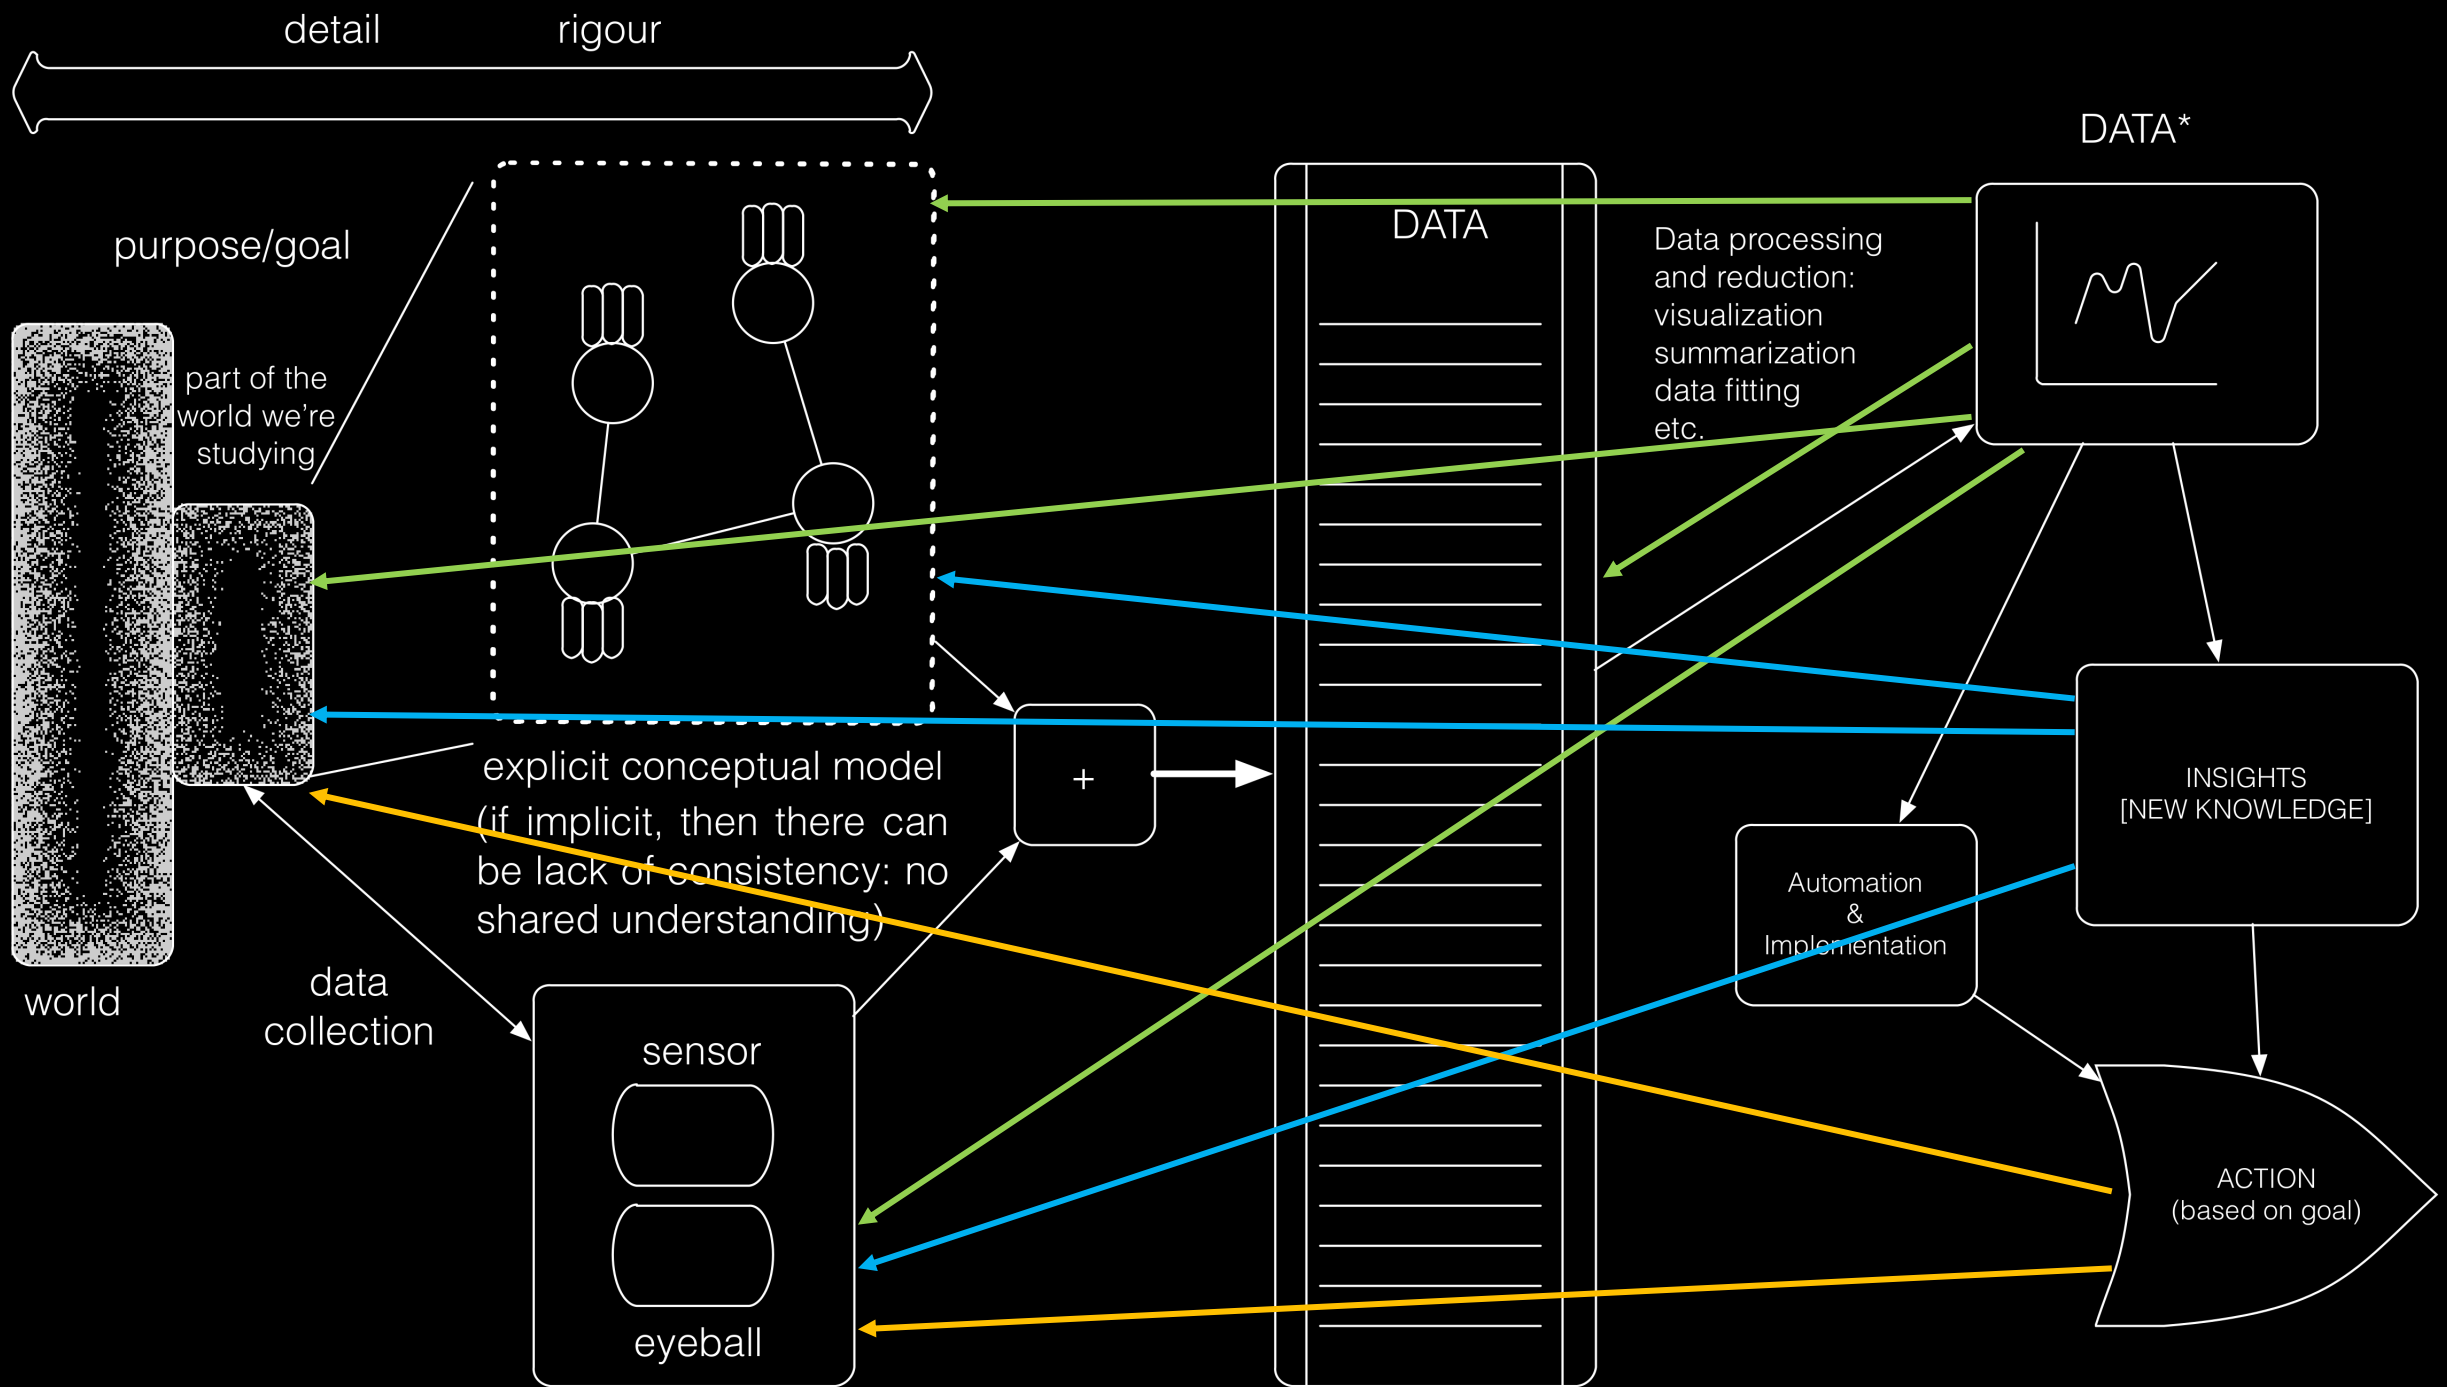 detail
rigour
DATA*
purpose/goal
DATA
Data processing
and reduction:
visualization
summarization
data fitting
etc.
part of the
world we're
studying
explicit conceptual model
(if implicit, then there can
be lack of consistency: no
shared understanding)
+
INSIGHTS
[NEW KNOWLEDGE]
Automation
&
Implementation
world
data
collection
sensor
eyeball
ACTION
(based on goal)